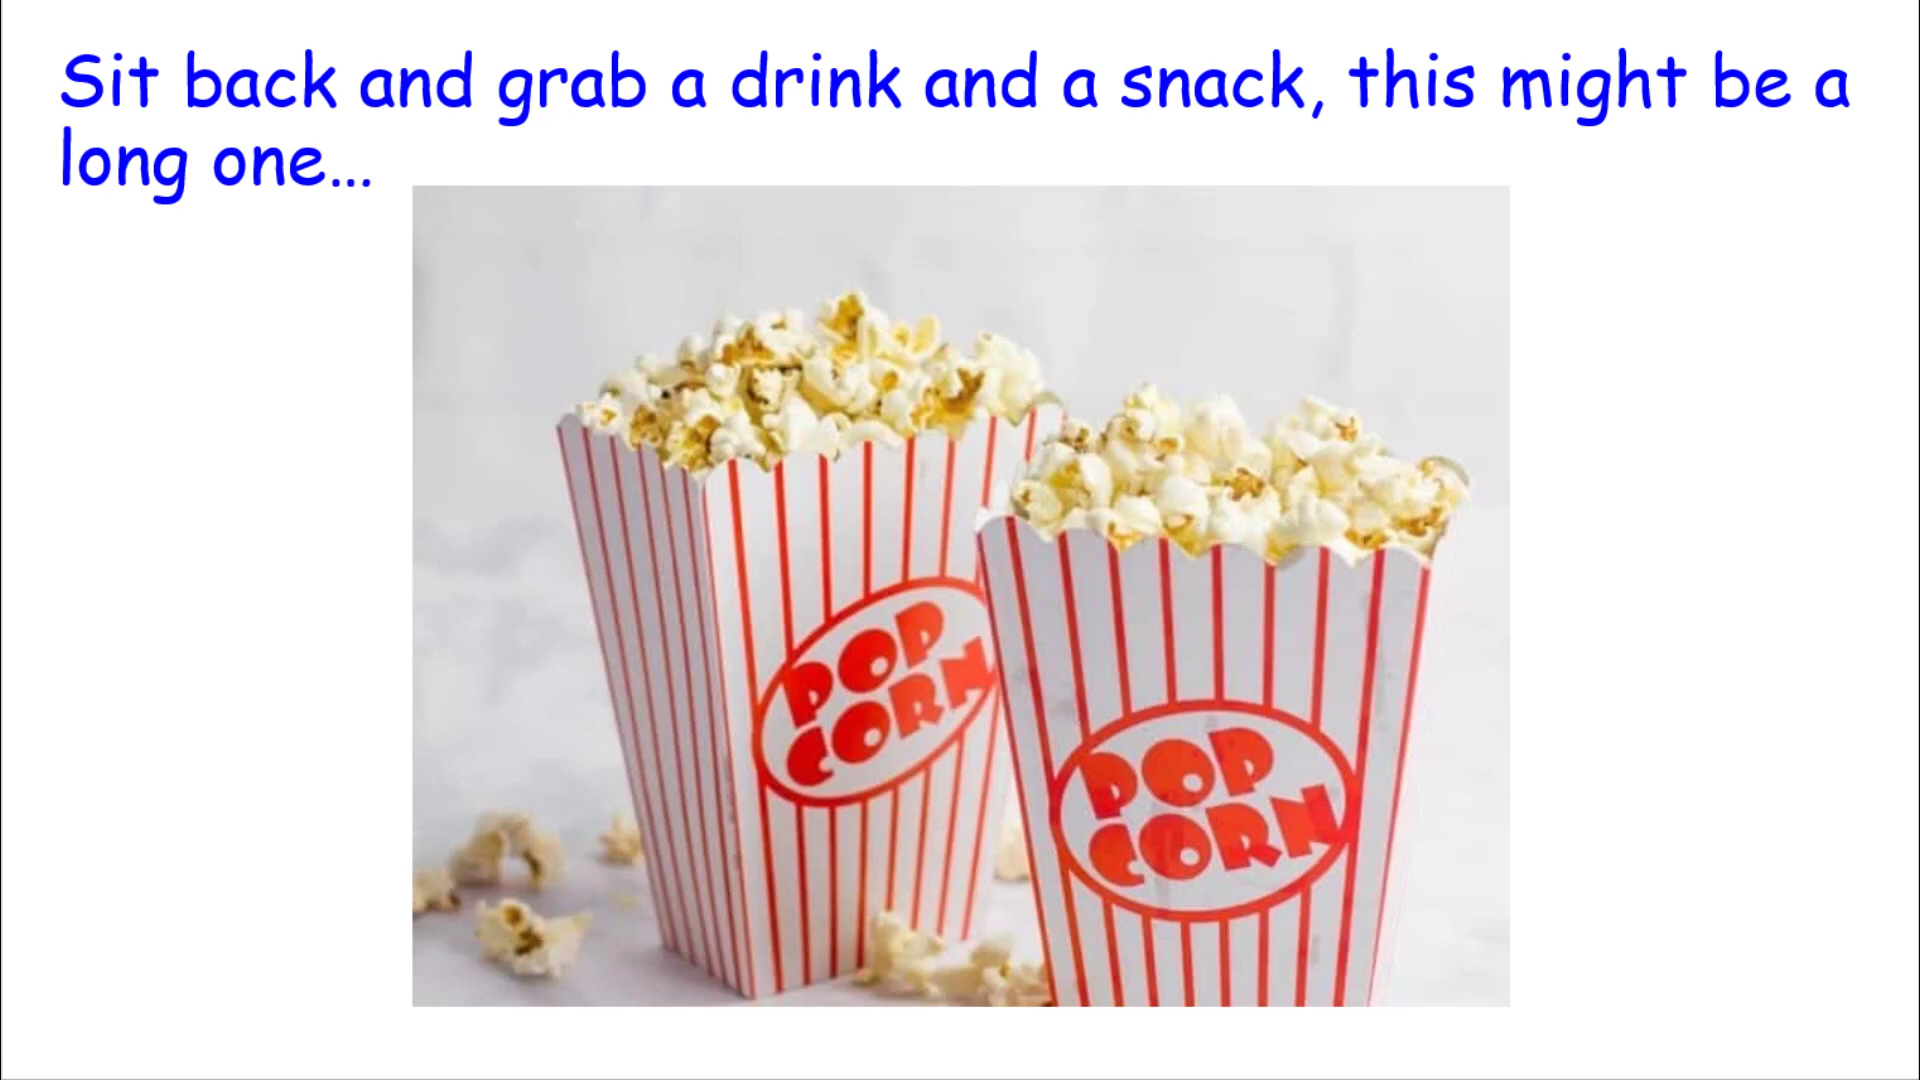 Sit back and grab a drink and a snack, this might be a
long one...
POP
CORN
POP
CORN